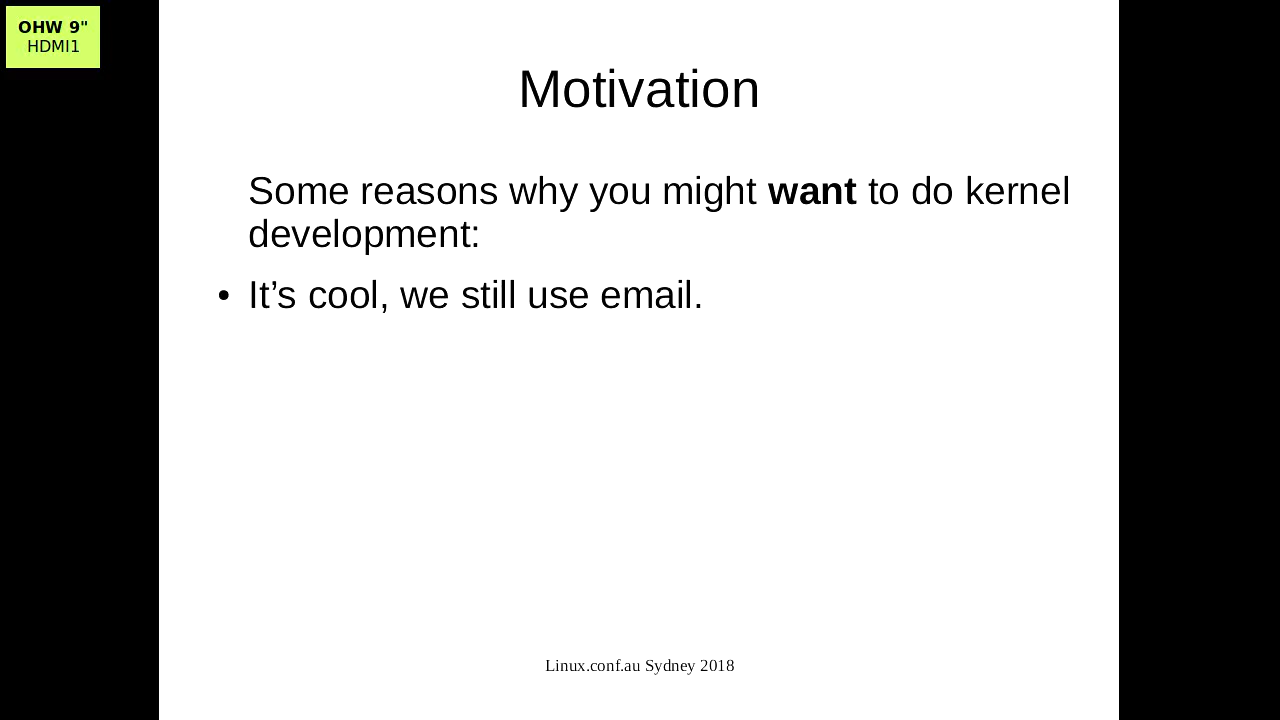 OHW 9"
HDMI1
Motivation
Some reasons why you might want to do kernel
development:
• It’s cool, we still use email.
Linux.conf.au Sydney 2018